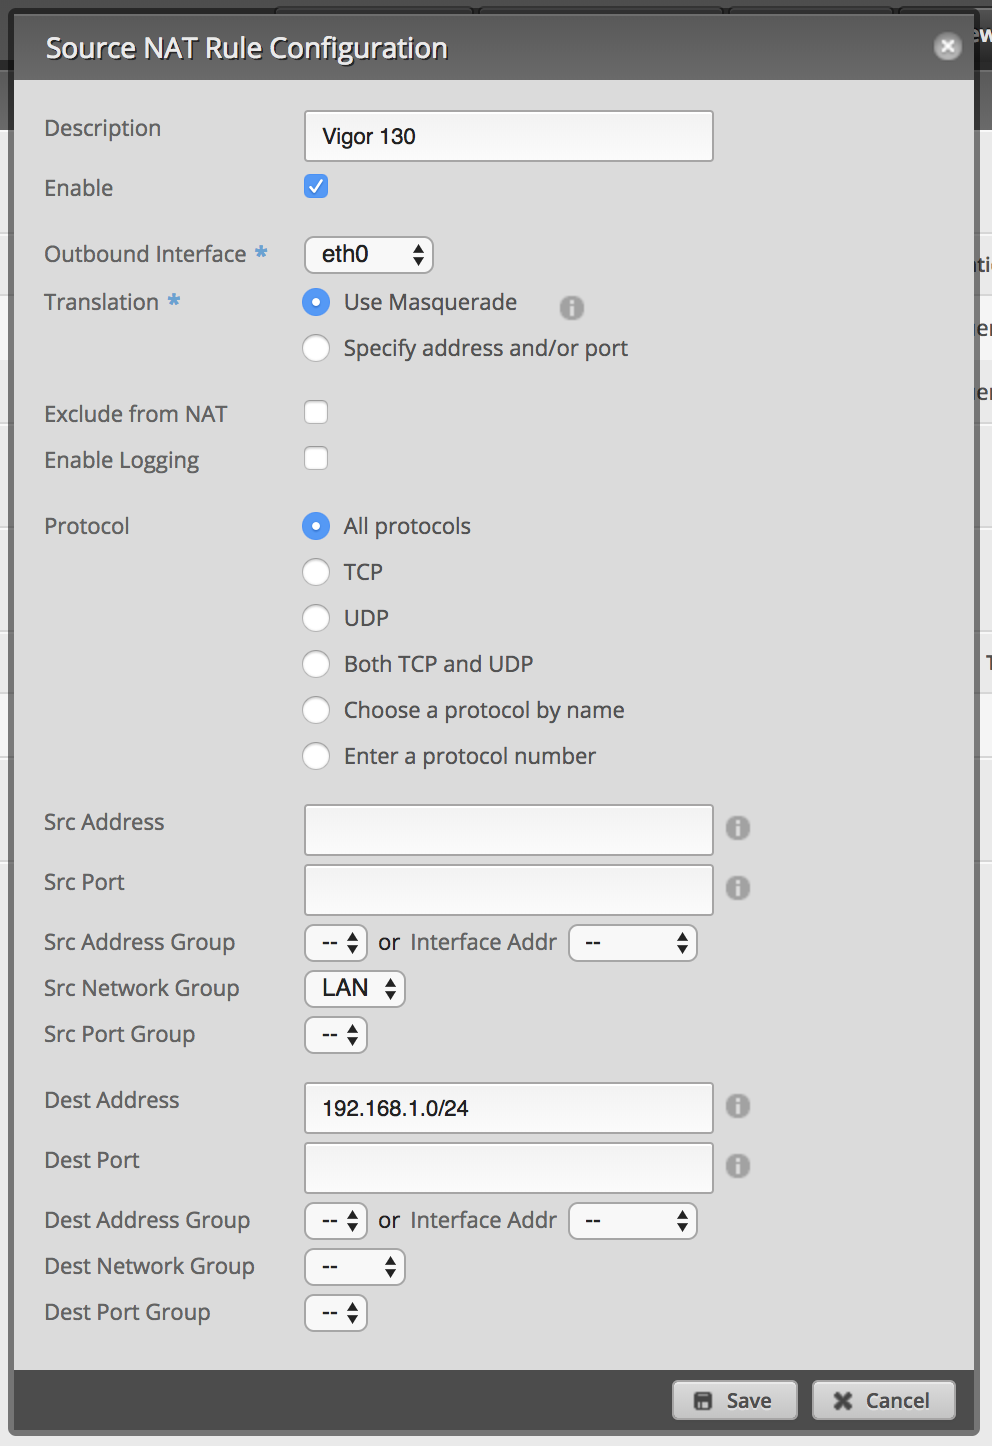 Source NAT Rule Configuration
Description Vigor 130
Enable
Outbound Interface * eth0
Translation * Use Masquerade
Specify address and/or port
Exclude from NAT
Enable Logging
Protocol All protocols
TCP
UDP
Both TCP and UDP
Choose a protocol by name
Enter a protocol number
Src Address
Src Port
Src Address Group -- or Interface Addr --
Src Network Group LAN
Src Port Group --
Dest Address 192.168.1.0/24
Dest Port
Dest Address Group -- or Interface Addr --
Dest Network Group --
Dest Port Group --
Save Cancel